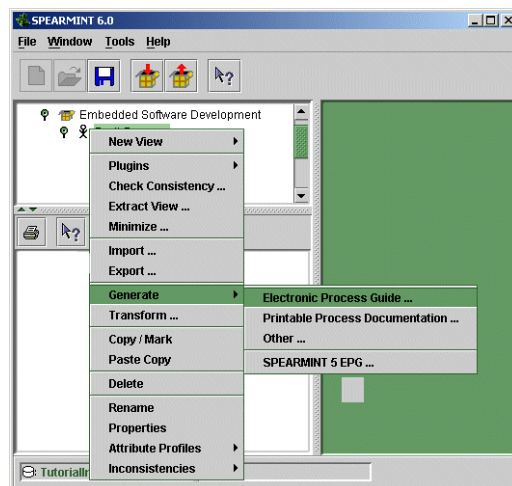 SPEARMINT 6.0
File Window Tools Help
Embedded Software Development
New View
Plugins
Check Consistency ...
Extract View ...
Minimize ...
Import ...
Export ...
Generate
Transform ...
Copy / Mark
Paste Copy
Delete
Rename
Properties
Attribute Profiles
Inconsistencies
Electronic Process Guide ...
Printable Process Documentation ...
Other ...
SPEARMINT 5 EPG ...